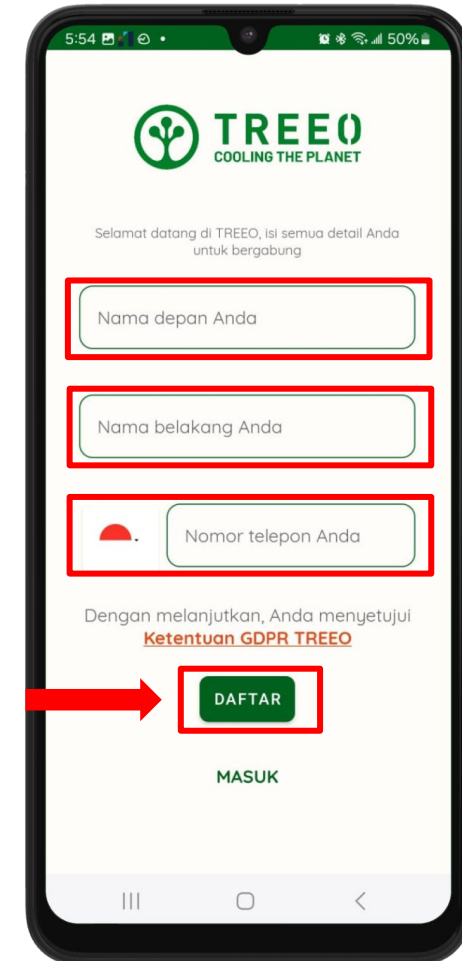 5:54
50%
TREEO
COOLING THE PLANET
Selamat datang di TREEO, isi semua detail Anda
untuk bergabung
Nama depan Anda
Nama belakang Anda
Nomor telepon Anda
Dengan melanjutkan, Anda menyetujui
Ketentuan GDPR TREEO
DAFTAR
MASUK